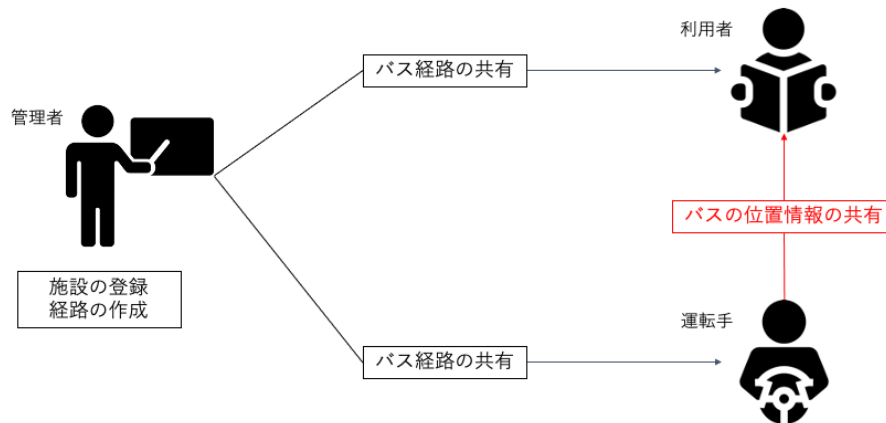 利用者
バス経路の共有
管理者
バスの位置情報の共有
施設の登録
経路の作成
運転手
バス経路の共有